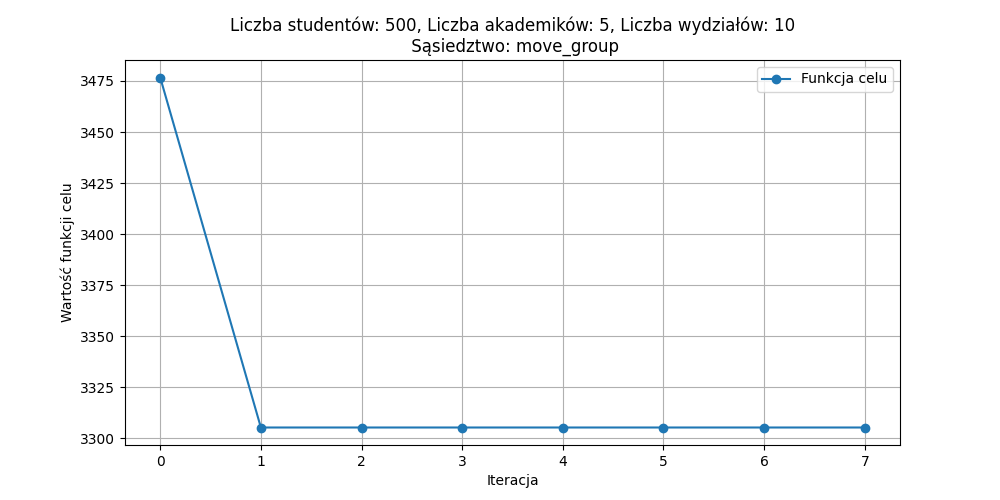 Liczba studentów: 500, Liczba akademików: 5, Liczba wydziałów: 10
Sąsiedztwo: move_group
Funkcja celu
Wartość funkcji celu
3475
3450
3425
3400
3375
3350
3325
3300
0 1 2 3 4 5 6 7
Iteracja